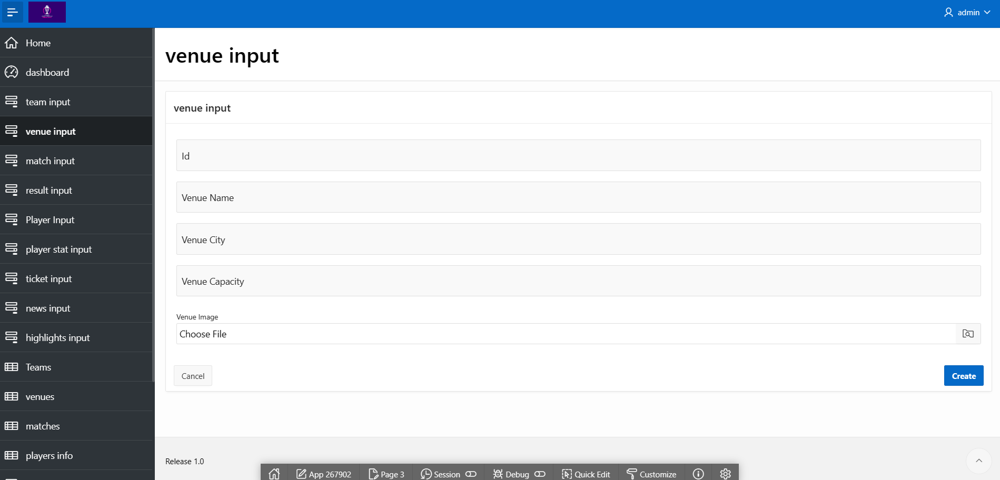 admin
Home
dashboard
team input
venue input
match input
result input
Player Input
player stat input
ticket input
news input
highlights input
Teams
venues
matches
players info
venue input
venue input
Id
Venue Name
Venue City
Venue Capacity
Venue Image
Choose File
Cancel
Create
Release 1.0
App 267902
Page 3
Session
Debug
Quick Edit
Customize